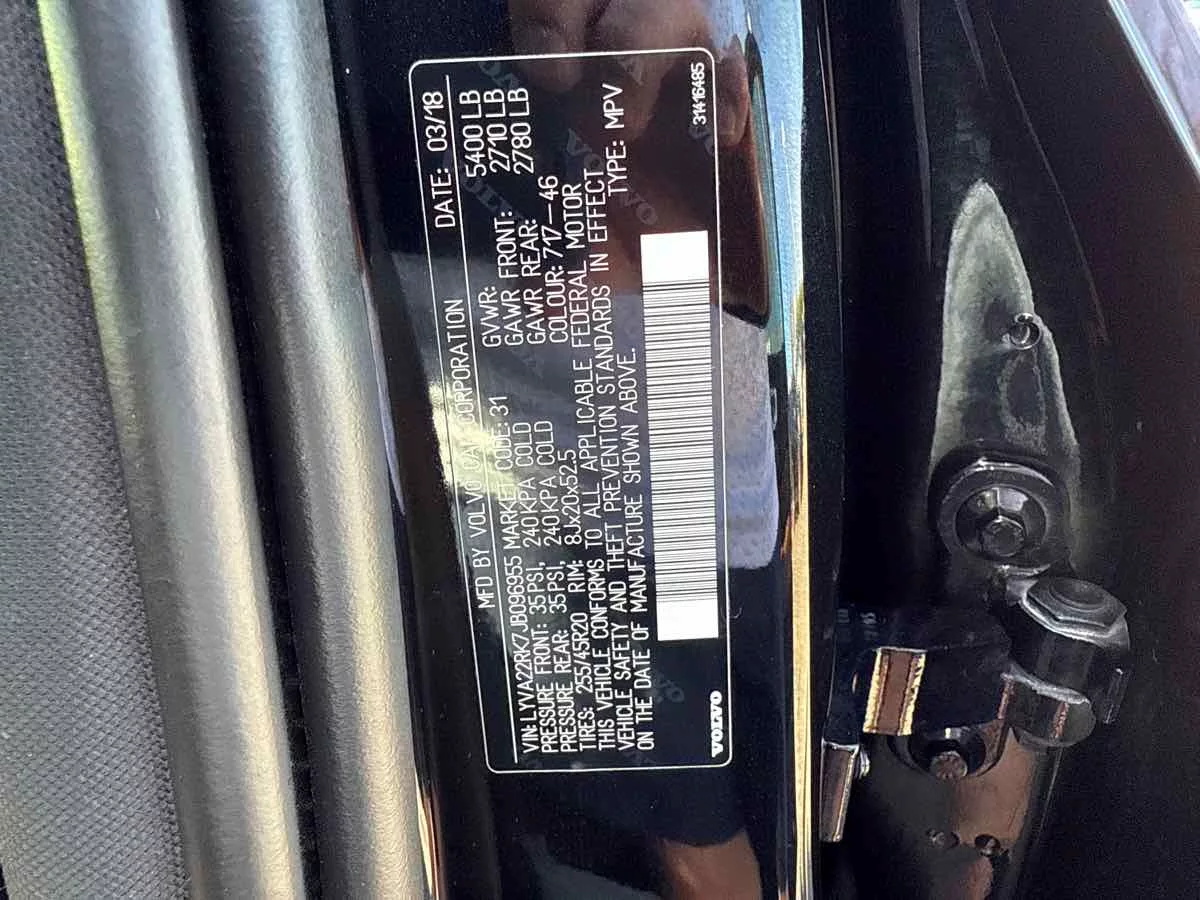 MFD BY VOLVO CAR CORPORATION DATE: 03/18
VIN: LYVA22RK7JB096955 MARKET CODE: 31 GVWR: 5400 LB
PRESSURE FRONT: 35PSI, 240KPA COLD GAWR FRONT: 2710 LB
PRESSURE REAR: 35PSI, 240KPA COLD GAWR REAR: 2780 LB
TIRES: 255/45R20 RIM: 8JX20x52.5 COLOUR: 717-46
THIS VEHICLE CONFORMS TO ALL APPLICABLE FEDERAL MOTOR
VEHICLE SAFETY AND THEFT PREVENTION STANDARDS IN EFFECT
ON THE DATE OF MANUFACTURE SHOWN ABOVE. TYPE: MPV
VOLVO 31416485